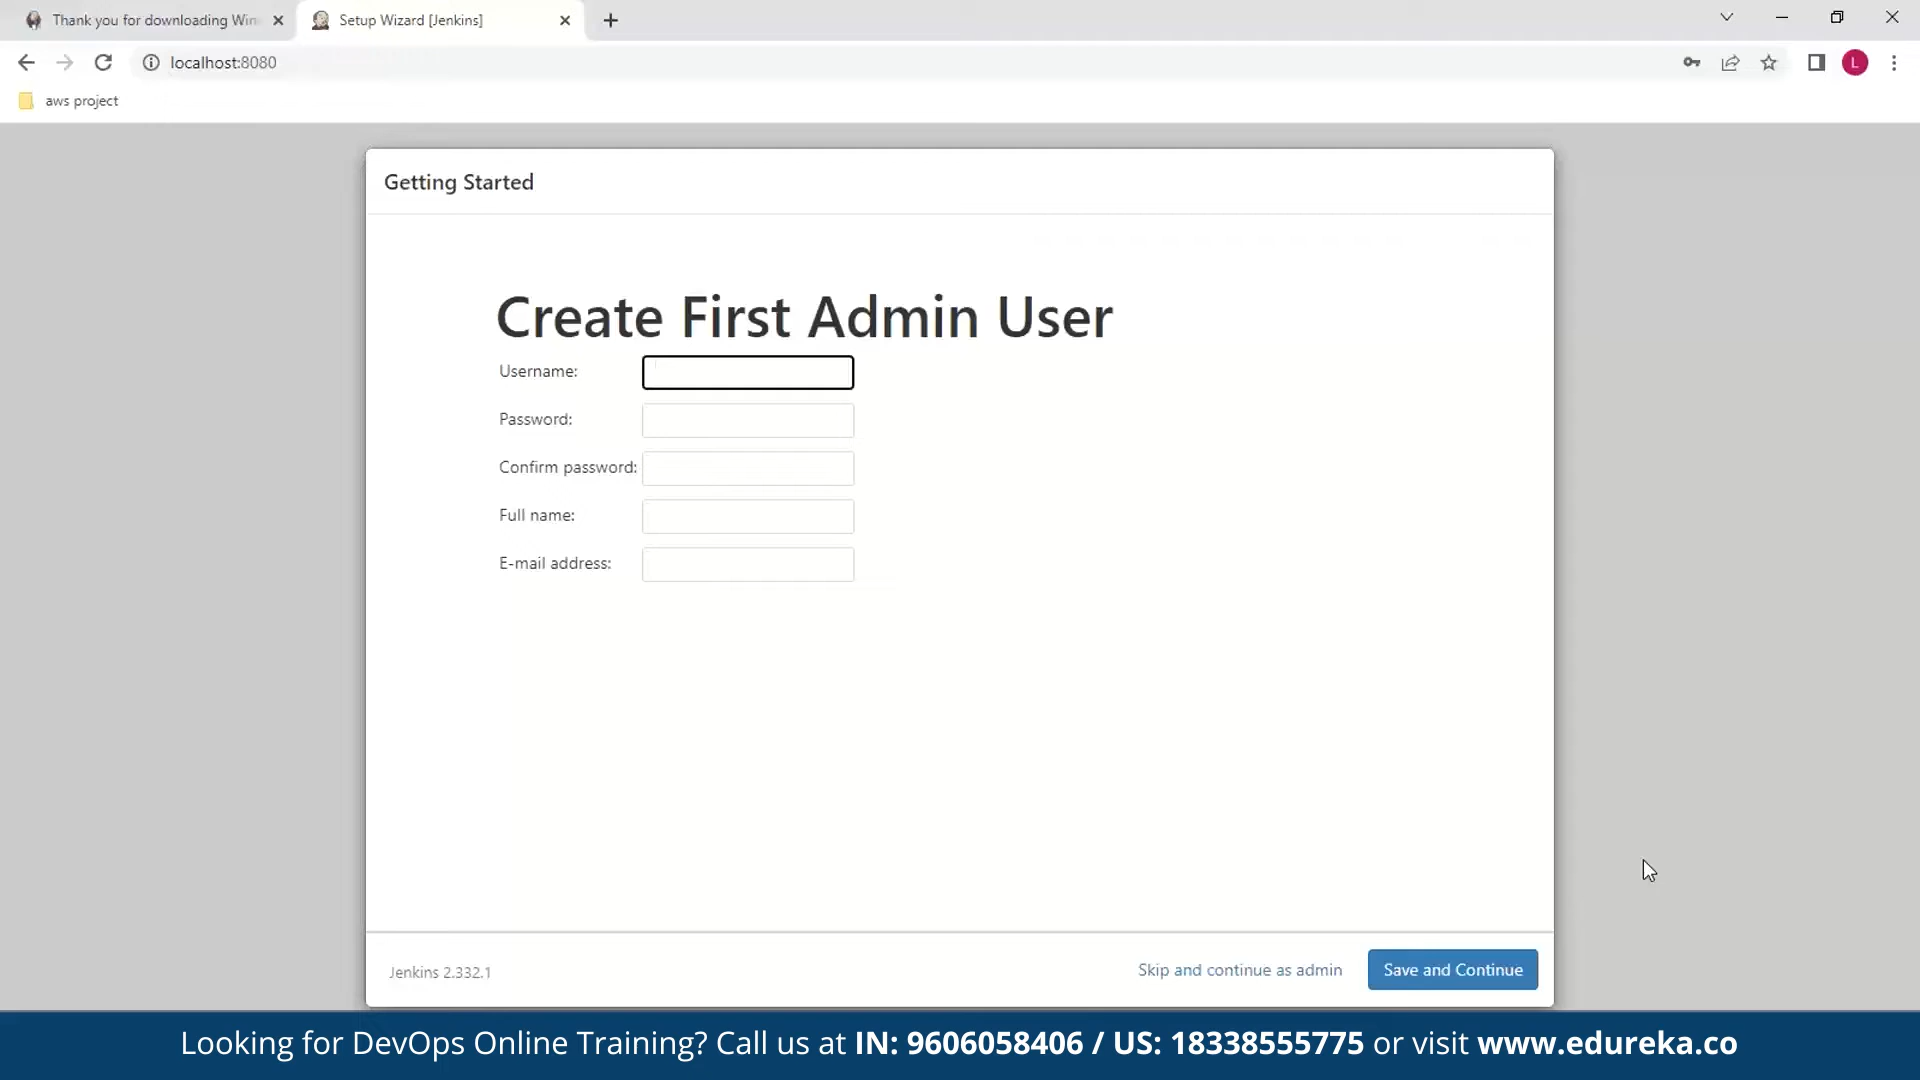 Thank you for downloading Win
Setup Wizard [Jenkins]
localhost:8080
L
aws project
Getting Started
Create First Admin User
Username:
Password:
Confirm password:
Full name:
E-mail address:
Jenkins 2.332.1
Skip and continue as admin
Save and Continue
Looking for DevOps Online Training? Call us at IN: 9606058406 / US: 18338555775 or visit www.edureka.co